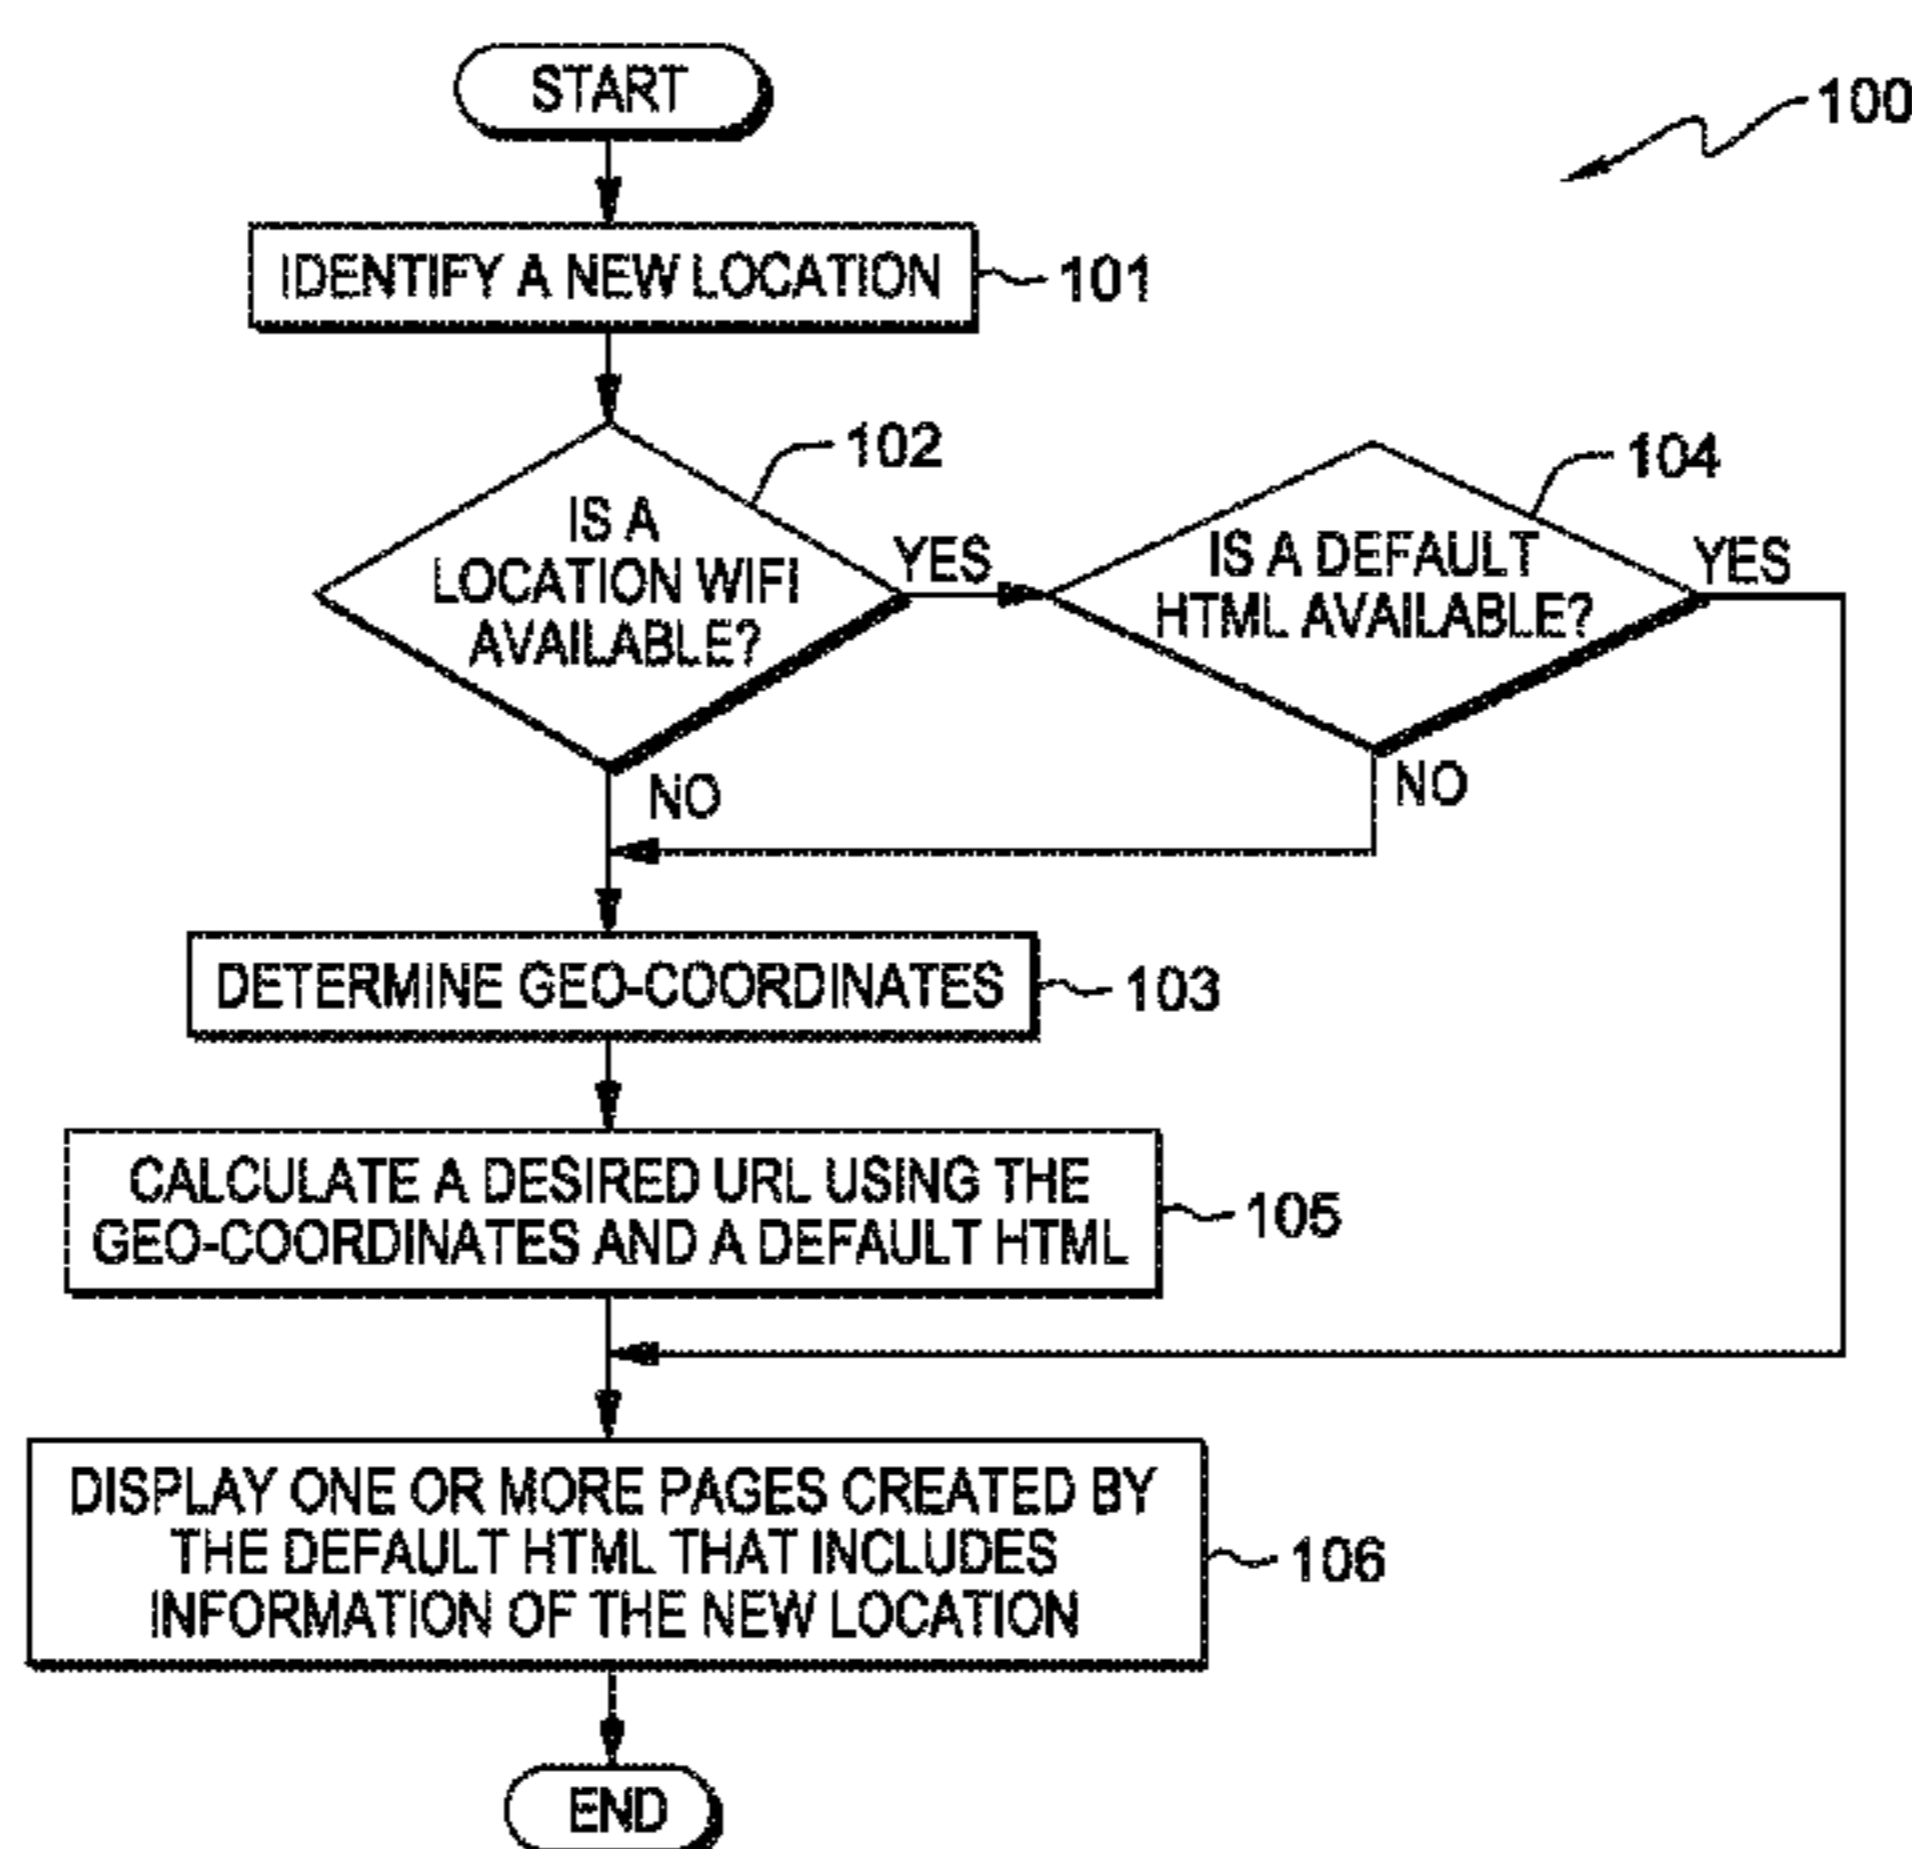 START
100
IDENTIFY A NEW LOCATION
101
102
IS A
LOCATION WIFI
AVAILABLE?
YES
NO
104
IS A DEFAULT
HTML AVAILABLE?
YES
NO
DETERMINE GEO-COORDINATES
103
CALCULATE A DESIRED URL USING THE
GEO-COORDINATES AND A DEFAULT HTML
105
DISPLAY ONE OR MORE PAGES CREATED BY
THE DEFAULT HTML THAT INCLUDES
INFORMATION OF THE NEW LOCATION
106
END